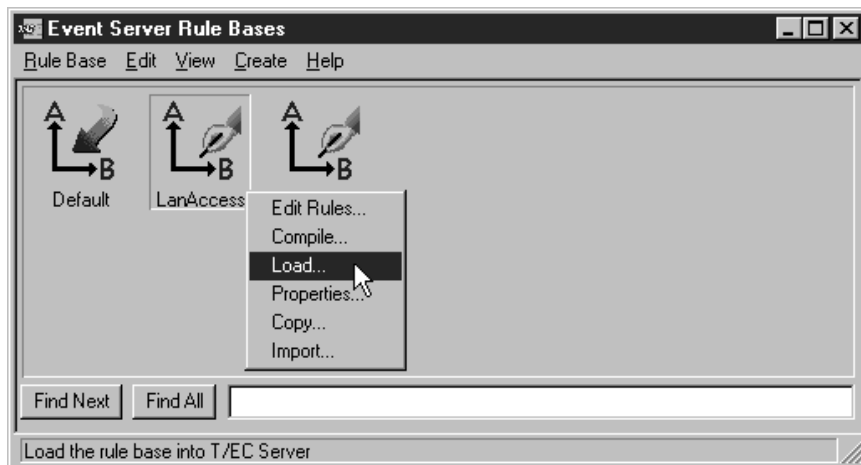 Event Server Rule Bases
Rule Base Edit View Create Help
A
B
A
B
A
B
Default
LanAccess
Edit Rules...
Compile...
Load...
Properties...
Copy...
Import...
Find Next Find All
Load the rule base into T/EC Server